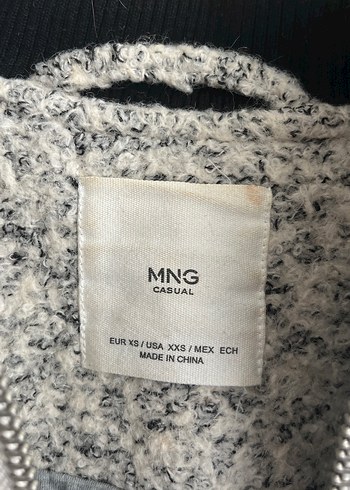 MNG
CASUAL
EUR XS / USA XXS / MEX ECH
MADE IN CHINA